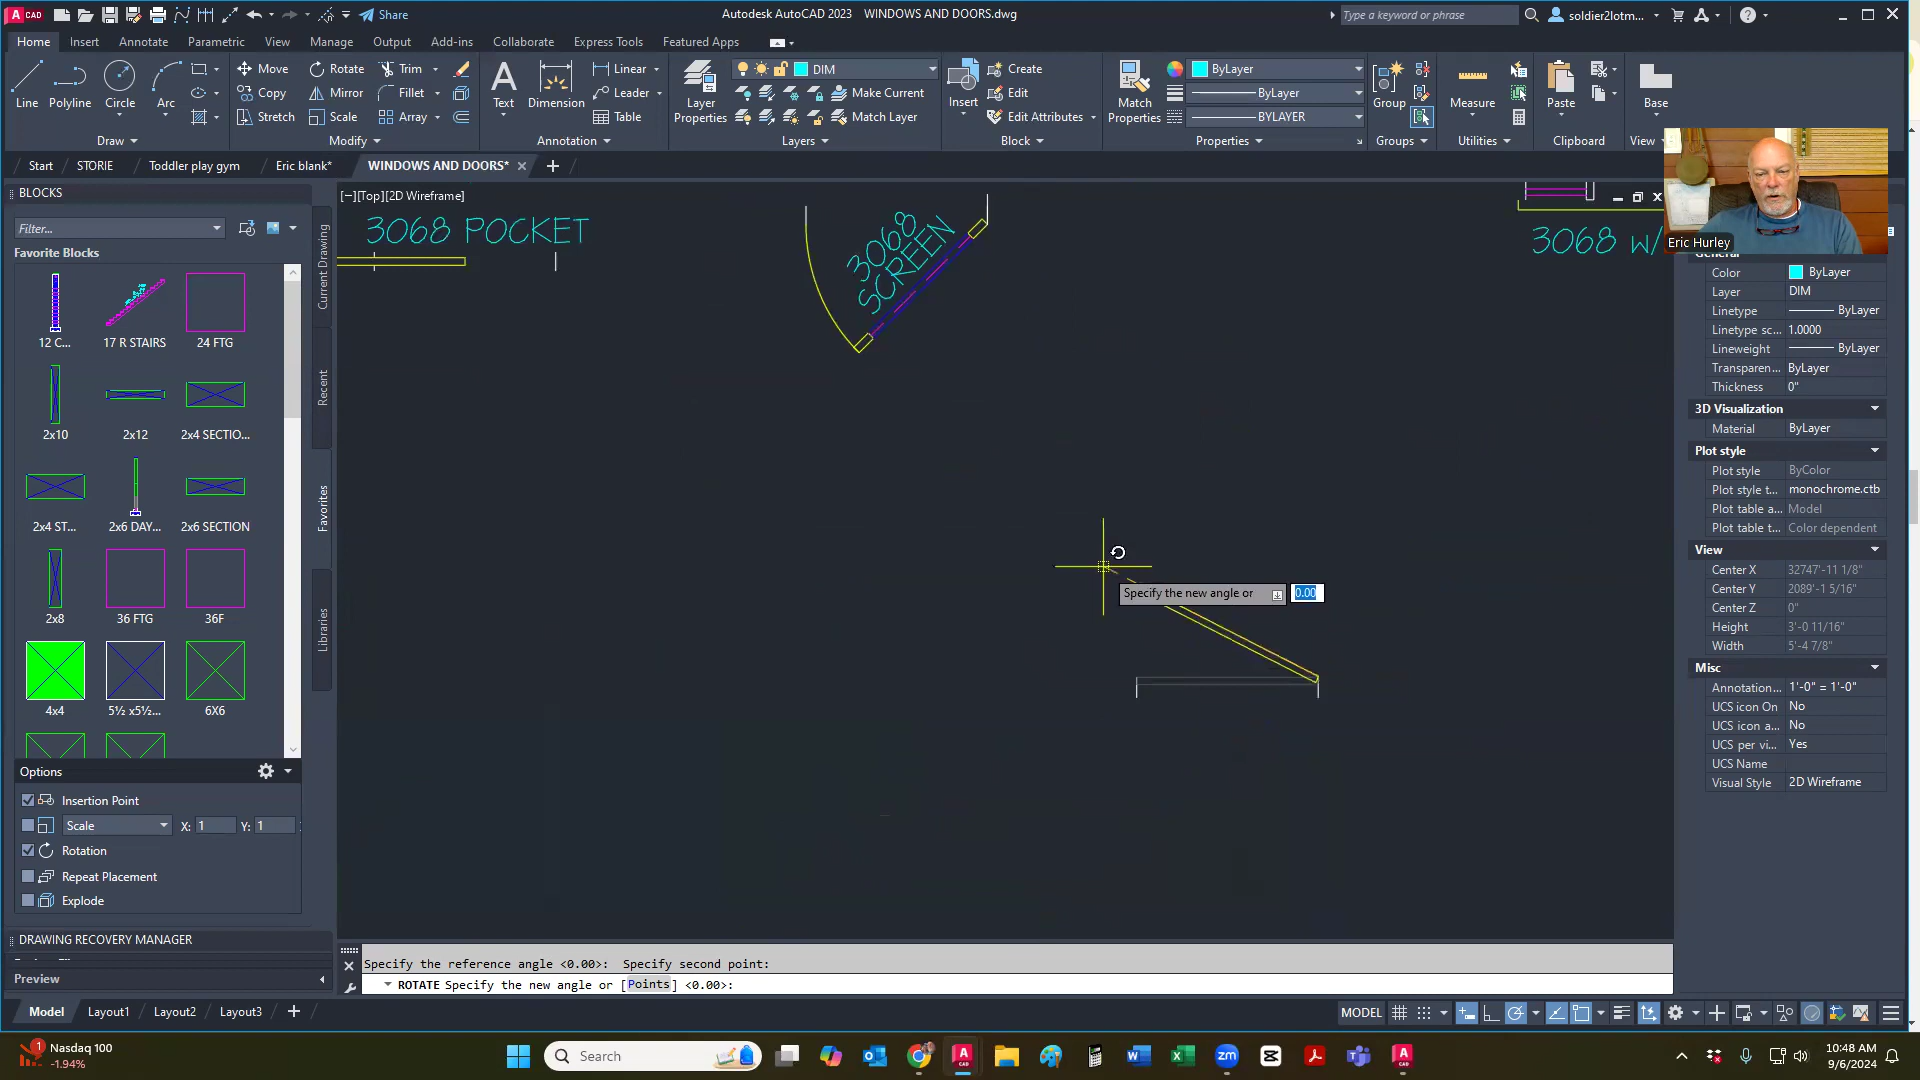 CAD
Share
Autodesk AutoCAD 2023 WINDOWS AND DOORS.dwg
Type a keyword or phrase
soldier2lotm...
Home Insert Annotate Parametric View Manage Output Add-ins Collaborate Express Tools Featured Apps
Line Polyline Circle Arc
Move Rotate Trim
Copy Mirror Fillet
Stretch Scale Array
Text Dimension
Linear
Leader
Table
Layer Properties
DIM
Make Current
Match Layer
Insert
Create
Edit
Edit Attributes
Match Properties
ByLayer
ByLayer
BYLAYER
Group
Measure
Paste
Base
Draw Modify Annotation Layers Block Properties Groups Utilities Clipboard View
Start STORIE Toddler play gym Eric blank* WINDOWS AND DOORS*
BLOCKS
Filter...
Favorite Blocks
12 C... 17 R STAIRS 24 FTG
2x10 2x12 2x4 SECTIO...
2x4 ST... 2x6 DAY... 2x6 SECTION
2x8 36 FTG 36F
4x4 5½ x5½... 6X6
Current Drawing
Recent
Favorites
Libraries
Options
Insertion Point
Scale X: 1 Y: 1
Rotation
Repeat Placement
Explode
DRAWING RECOVERY MANAGER
Preview
[−][Top][2D Wireframe]
3068 POCKET
3068
SCREEN
3068 W/
Specify the new angle or 0.00
Eric Hurley
General
Color ByLayer
Layer DIM
Linetype ByLayer
Linetype sc... 1.0000
Lineweight ByLayer
Transparen... ByLayer
Thickness 0"
3D Visualization
Material ByLayer
Plot style
Plot style ByColor
Plot style t... monochrome.ctb
Plot table a... Model
Plot table t... Color dependent
View
Center X 32747'-11 1/8"
Center Y 2089'-1 5/16"
Center Z 0"
Height 3'-0 11/16"
Width 5'-4 7/8"
Misc
Annotation... 1'-0" = 1'-0"
UCS icon On No
UCS icon a... No
UCS per vi... Yes
UCS Name
Visual Style 2D Wireframe
Specify the reference angle <0.00>: Specify second point:
ROTATE Specify the new angle or [Points] <0.00>:
Model Layout1 Layout2 Layout3
MODEL
Nasdaq 100
-1.94%
1
Search
10:48 AM
9/6/2024